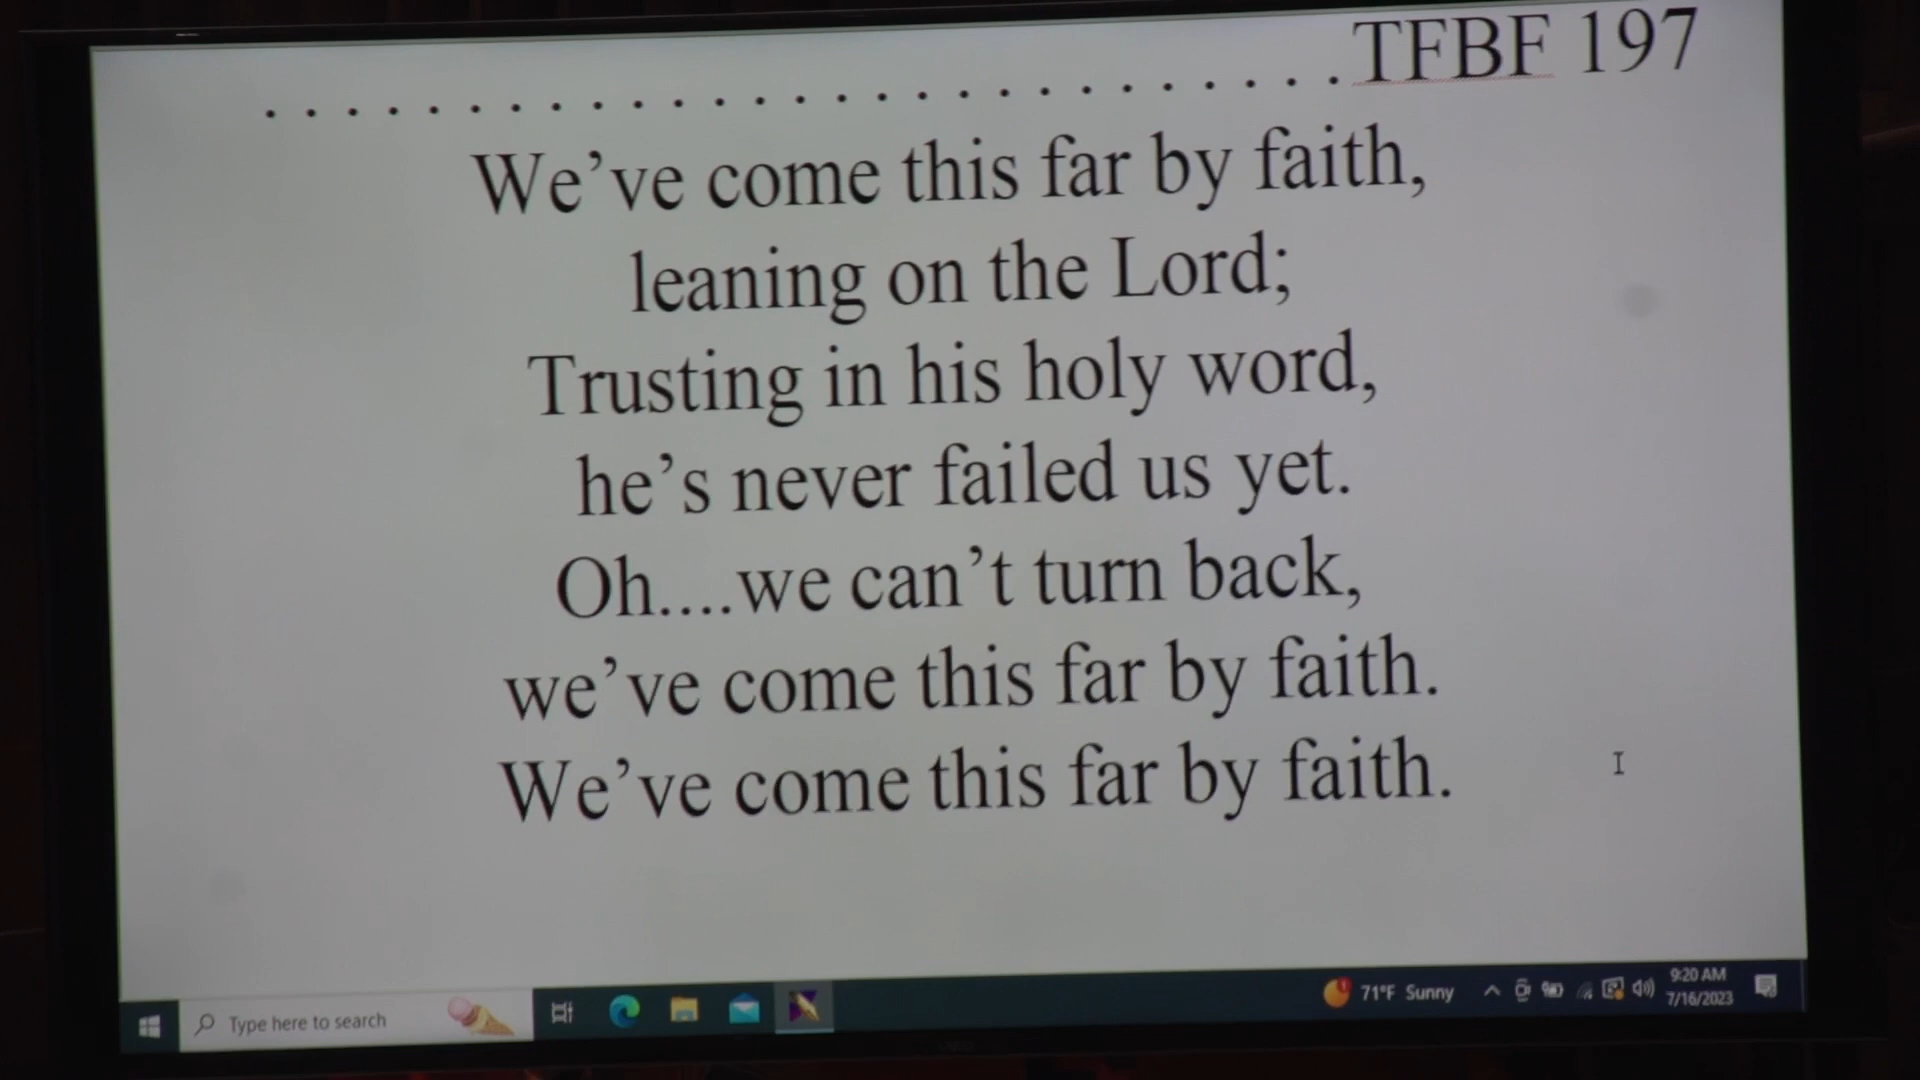 . . . . . . . . . . . . . . . . . . . . . . . . . . . TFBF 197
We’ve come this far by faith,
leaning on the Lord;
Trusting in his holy word,
he’s never failed us yet.
Oh....we can’t turn back,
we’ve come this far by faith.
We’ve come this far by faith.
Type here to search
71°F Sunny
9:20 AM
7/16/2023